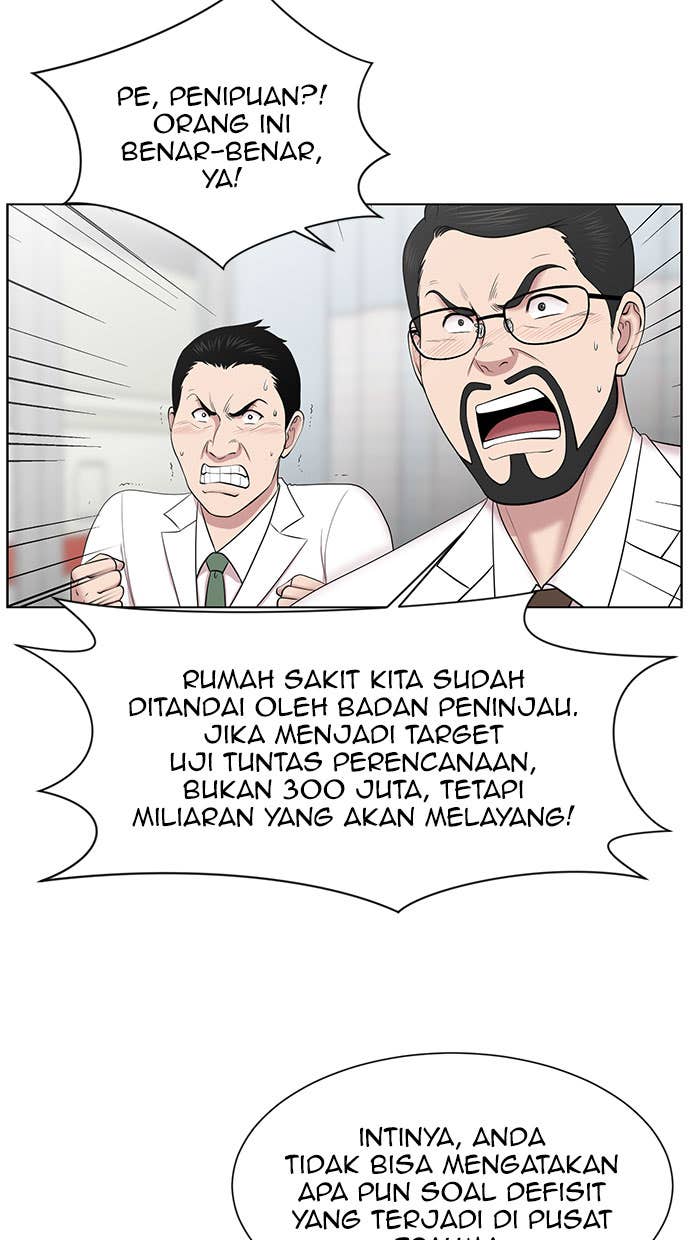 PE, PENIPUAN?!
ORANG INI
BENAR-BENAR,
YA!
RUMAH SAKIT KITA SUDAH
DITANDAI OLEH BADAN PENINJAU.
JIKA MENJADI TARGET
UJI TUNTAS PERENCANAAN,
BUKAN 300 JUTA, TETAPI
MILIARAN YANG AKAN MELAYANG!
INTINYA, ANDA
TIDAK BISA MENGATAKAN
APA PUN SOAL DEFISIT
YANG TERJADI DI PUSAT